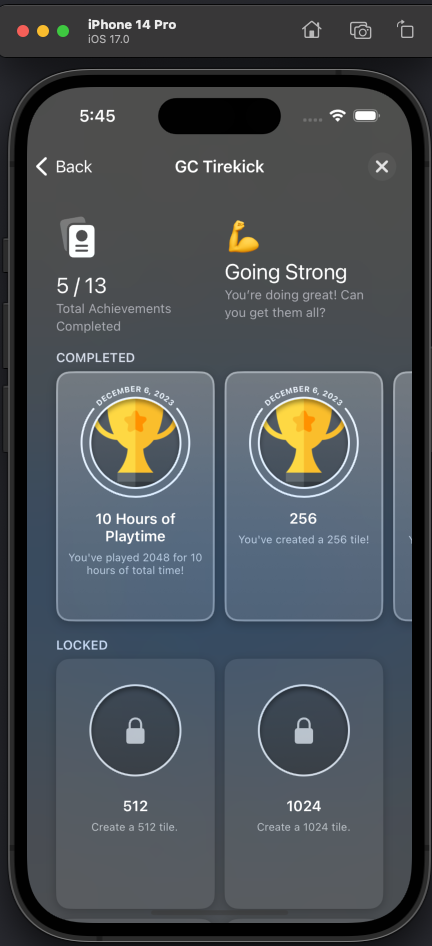 iPhone 14 Pro
iOS 17.0
5:45
Back
GC Tirekick
5 / 13
Total Achievements
Completed
Going Strong
You're doing great! Can
you get them all?
COMPLETED
DECEMBER 6, 2023
10 Hours of
Playtime
You've played 2048 for 10
hours of total time!
DECEMBER 6, 2023
256
You've created a 256 tile!
LOCKED
512
Create a 512 tile.
1024
Create a 1024 tile.